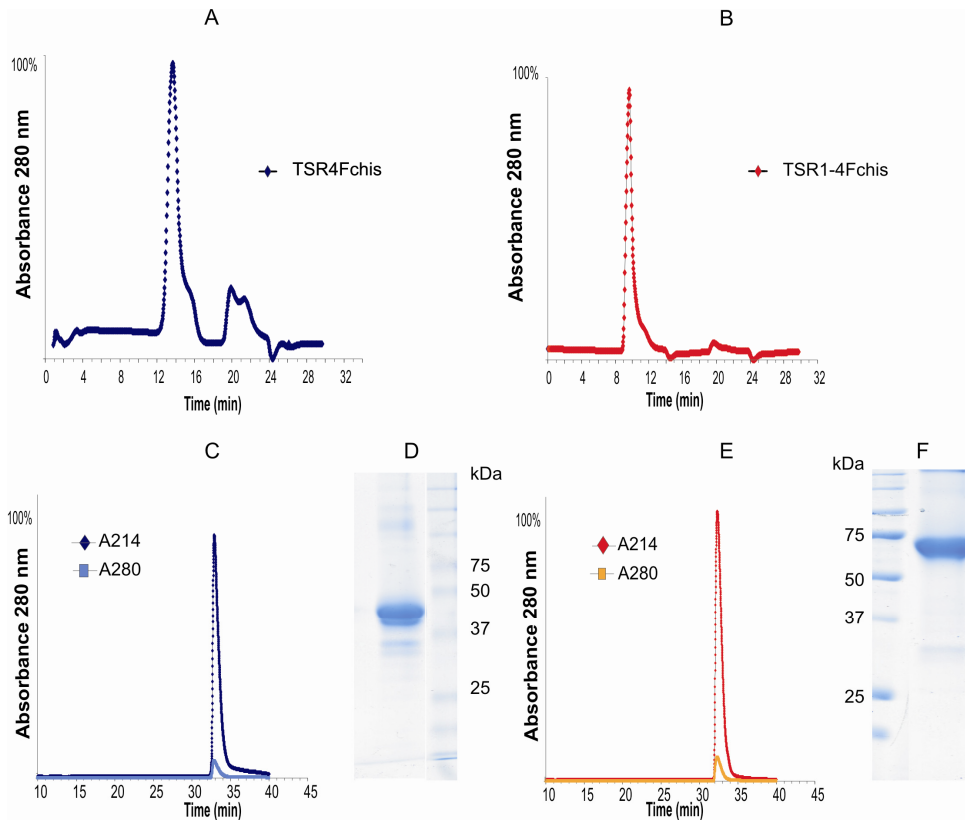 A
100%
Absorbance 280 nm
TSR4Fchis
0 4 8 12 16 20 24 28 32
Time (min)
B
100%
Absorbance 280 nm
TSR1-4Fchis
0 4 8 12 16 20 24 28 32
Time (min)
C
100%
Absorbance 280 nm
A214
A280
10 15 20 25 30 35 40 45
Time (min)
D
kDa
75
50
37
25
E
100%
Absorbance 280 nm
A214
A280
10 15 20 25 30 35 40 45
Time (min)
F
kDa
75
50
37
25